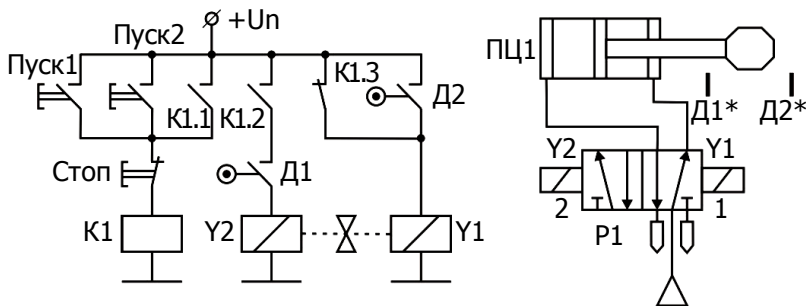 +Un
Пуск2
Пуск1
К1.1
К1.2
К1.3
Д2
Стоп
Д1
К1
Y2
Y1
ПЦ1
Д1*
Д2*
Y2
Y1
2
1
Р1